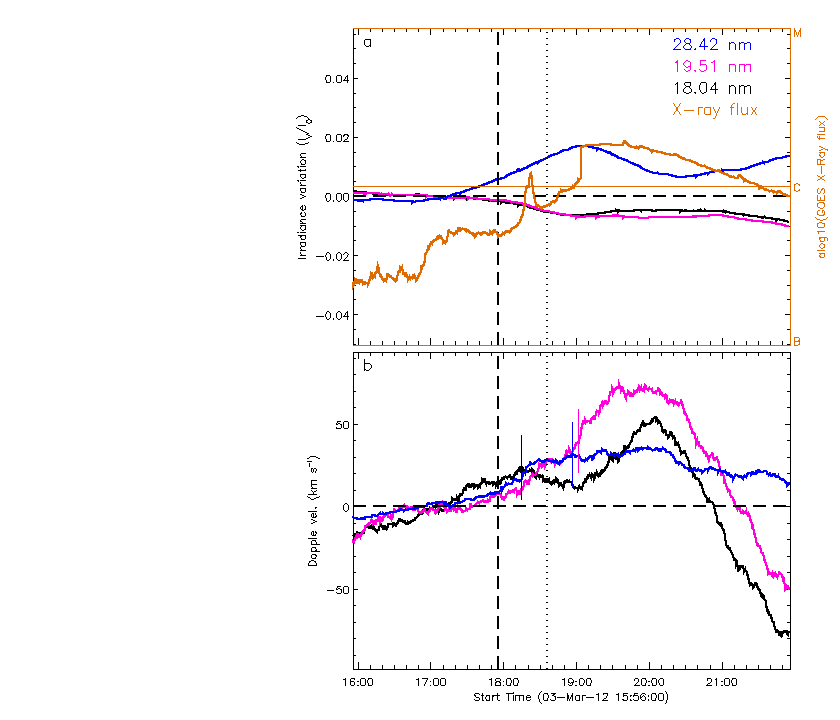 a
M
28.42 nm
19.51 nm
18.04 nm
X-ray flux
0.04
0.02
0.00
-0.02
-0.04
Irradiance variation (I_v/I_0)
C
B
alog10(GOES X-Ray flux)
b
50
0
-50
Dopple vel. (km s⁻¹)
16:00 17:00 18:00 19:00 20:00 21:00
Start Time (03-Mar-12 15:56:00)